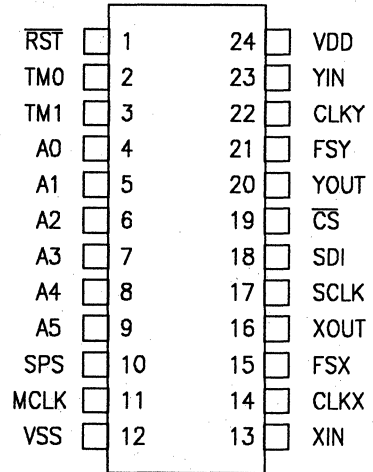 R̅S̅T̅ 1 24 VDD
TM0 2 23 YIN
TM1 3 22 CLKY
A0 4 21 FSY
A1 5 20 YOUT
A2 6 19 C̅S̅
A3 7 18 SDI
A4 8 17 SCLK
A5 9 16 XOUT
SPS 10 15 FSX
MCLK 11 14 CLKX
VSS 12 13 XIN